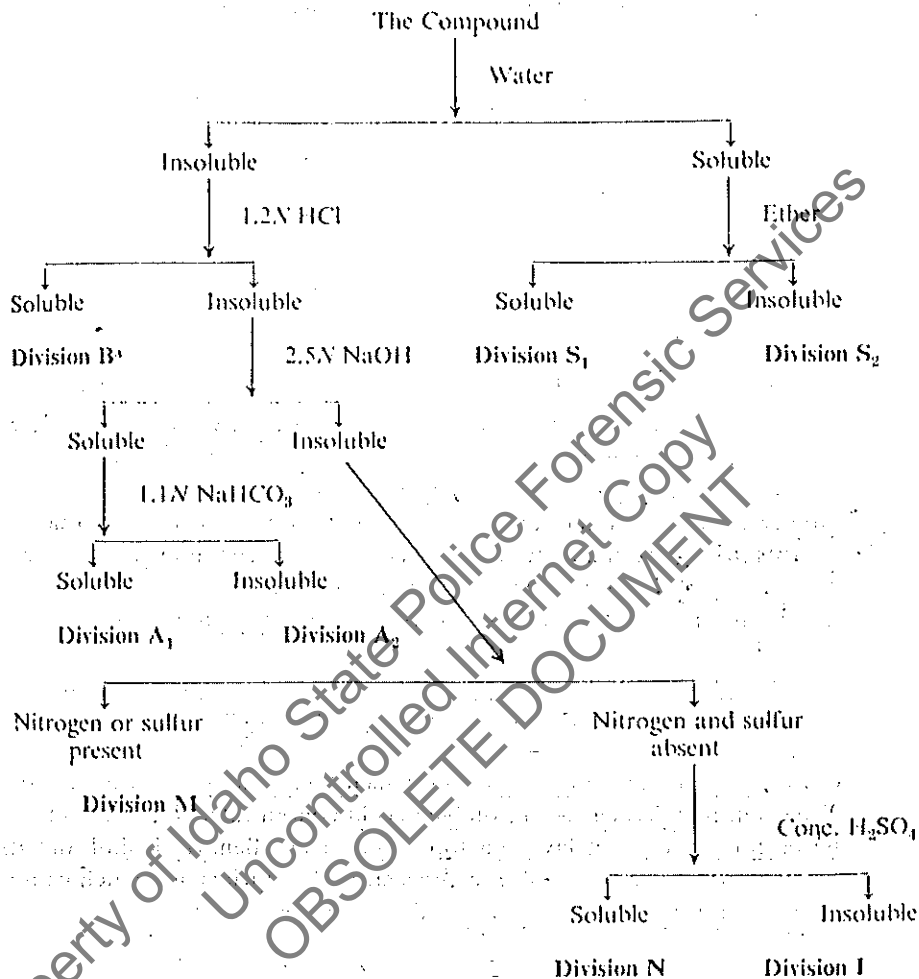 The Compound
Water
Insoluble Soluble
1.2N HCl Ether
Soluble Insoluble Soluble Insoluble
Division B 2.5N NaOH Division S₁ Division S₂
Soluble Insoluble
1.1N NaHCO₃
Soluble Insoluble
Division A₁ Division A₂
Nitrogen or sulfur Nitrogen and sulfur
present absent
Division M
Conc. H₂SO₄
Soluble Insoluble
Division N Division I
perty of Idaho State Police Forensic Services
Uncontrolled Internet Copy
OBSOLETE DOCUMENT